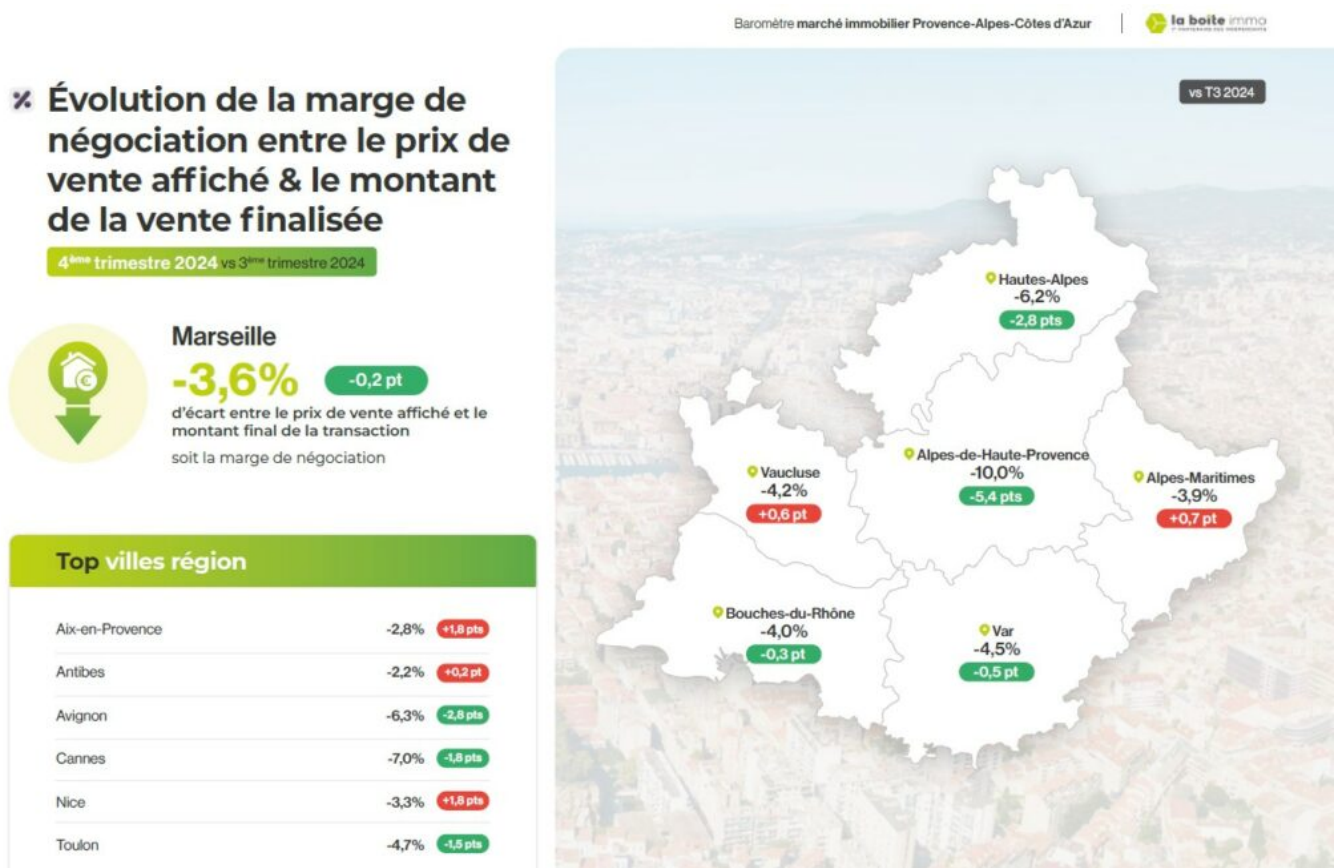 Baromètre marché immobilier Provence-Alpes-Côtes d'Azur
la boite immo
vs T3 2024
% Évolution de la marge de
négociation entre le prix de
vente affiché & le montant
de la vente finalisée
4ème trimestre 2024 vs 3ème trimestre 2024
Marseille
-3,6% -0,2 pt
d'écart entre le prix de vente affiché et le
montant final de la transaction
soit la marge de négociation
Top villes région
Aix-en-Provence -2,8% +1,8 pts
Antibes -2,2% +0,2 pt
Avignon -6,3% -2,8 pts
Cannes -7,0% -1,8 pts
Nice -3,3% +1,8 pts
Toulon -4,7% -1,5 pts
Hautes-Alpes
-6,2%
-2,8 pts
Alpes-de-Haute-Provence
-10,0%
-5,4 pts
Alpes-Maritimes
-3,9%
+0,7 pt
Vaucluse
-4,2%
+0,6 pt
Bouches-du-Rhône
-4,0%
-0,3 pt
Var
-4,5%
-0,5 pt